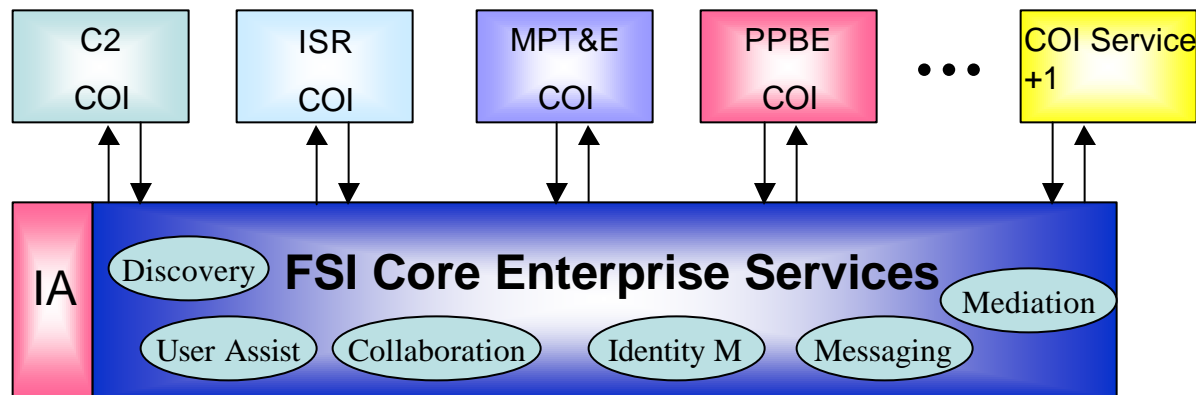 C2
COI
ISR
COI
MPT&E
COI
PPBE
COI
•••
COI Service
+1
IA
FSI Core Enterprise Services
Discovery
Mediation
User Assist
Collaboration
Identity M
Messaging